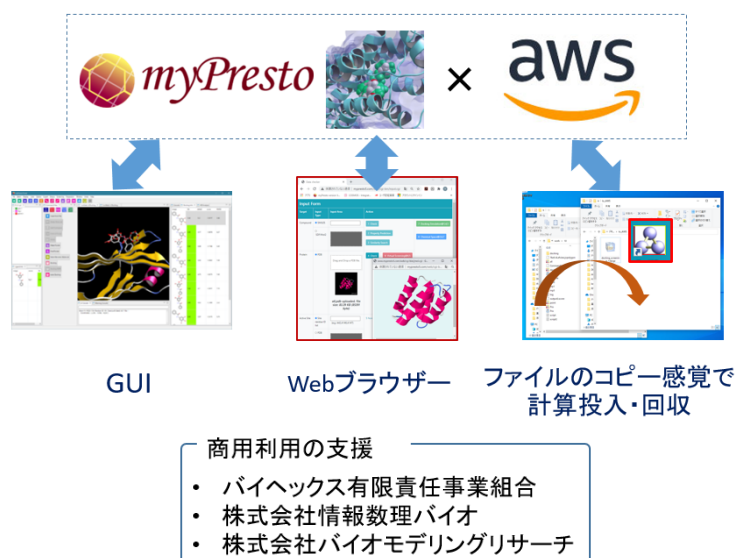 myPresto
×
aws
Input Form
GUI
Webブラウザー
ファイルのコピー感覚で
計算投入・回収
商用利用の支援
• バイヘックス有限責任事業組合
• 株式会社情報数理バイオ
• 株式会社バイオモデリングリサーチ